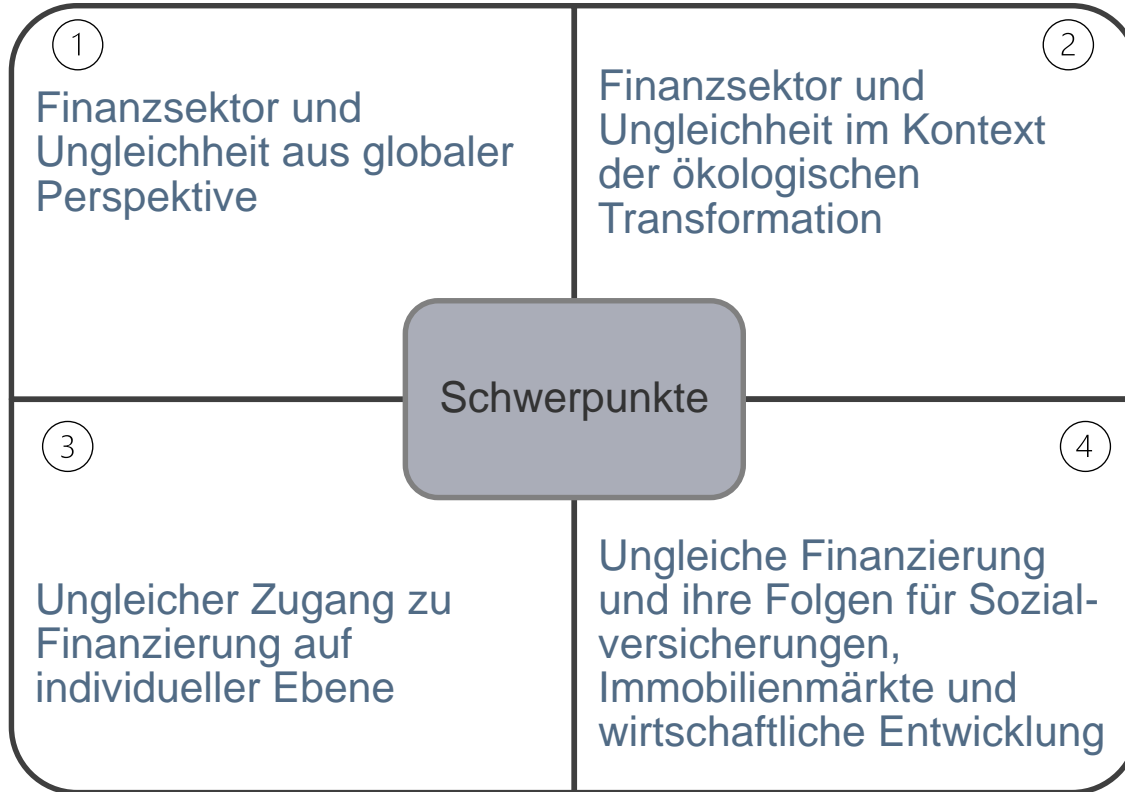 ①
Finanzsektor und
Ungleichheit aus globaler
Perspektive
②
Finanzsektor und
Ungleichheit im Kontext
der ökologischen
Transformation
Schwerpunkte
③
Ungleicher Zugang zu
Finanzierung auf
individueller Ebene
④
Ungleiche Finanzierung
und ihre Folgen für Sozial-
versicherungen,
Immobilienmärkte und
wirtschaftliche Entwicklung